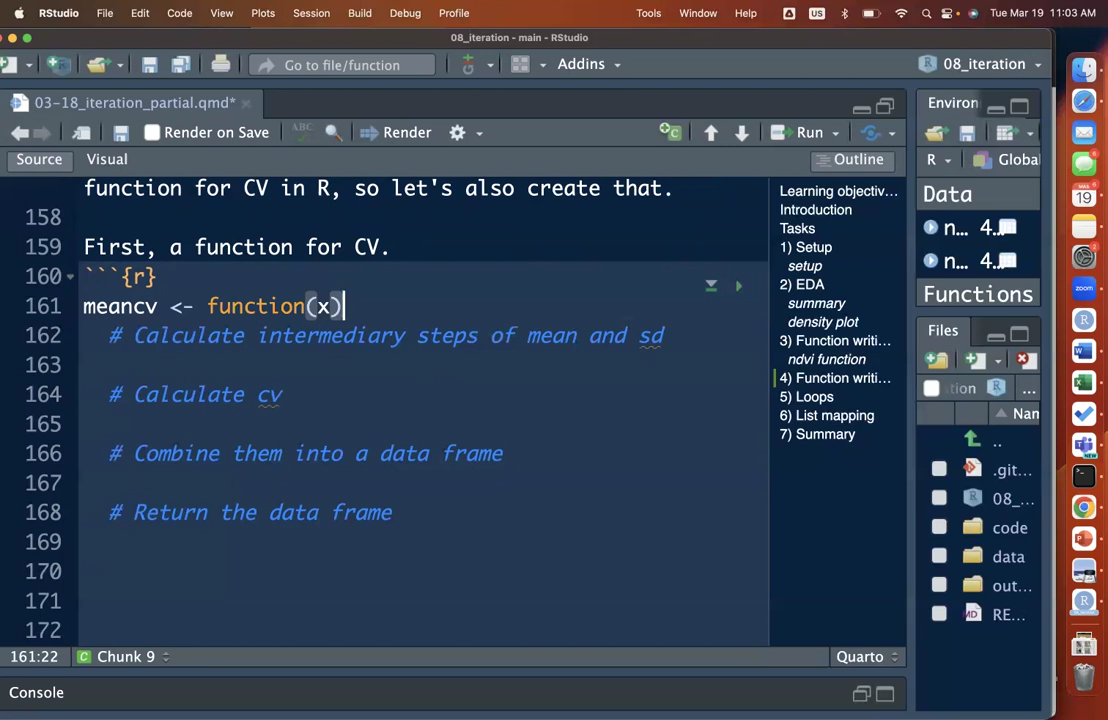 RStudio File Edit Code View Plots Session Build Debug Profile Tools Window Help US Tue Mar 19 11:03 AM
08_iteration - main - RStudio
Go to file/function Addins 08_iteration
03-18_iteration_partial.qmd* Environ
Render on Save ABC Render Run
Source Visual Outline R Global
function for CV in R, so let's also create that.
158
159 First, a function for CV.
160 ```{r}
161 meancv <- function(x)
162 # Calculate intermediary steps of mean and sd
163
164 # Calculate cv
165
166 # Combine them into a data frame
167
168 # Return the data frame
169
170
171
172
Learning objectiv...
Introduction
Tasks
1) Setup
setup
2) EDA
summary
density plot
3) Function writi...
ndvi function
4) Function writi...
5) Loops
6) List mapping
7) Summary
Data
n... 4...
n... 4...
Functions
Files
tion ...
Nam
..
.git...
08_...
code
data
out...
RE...
161:22 Chunk 9 Quarto
Console